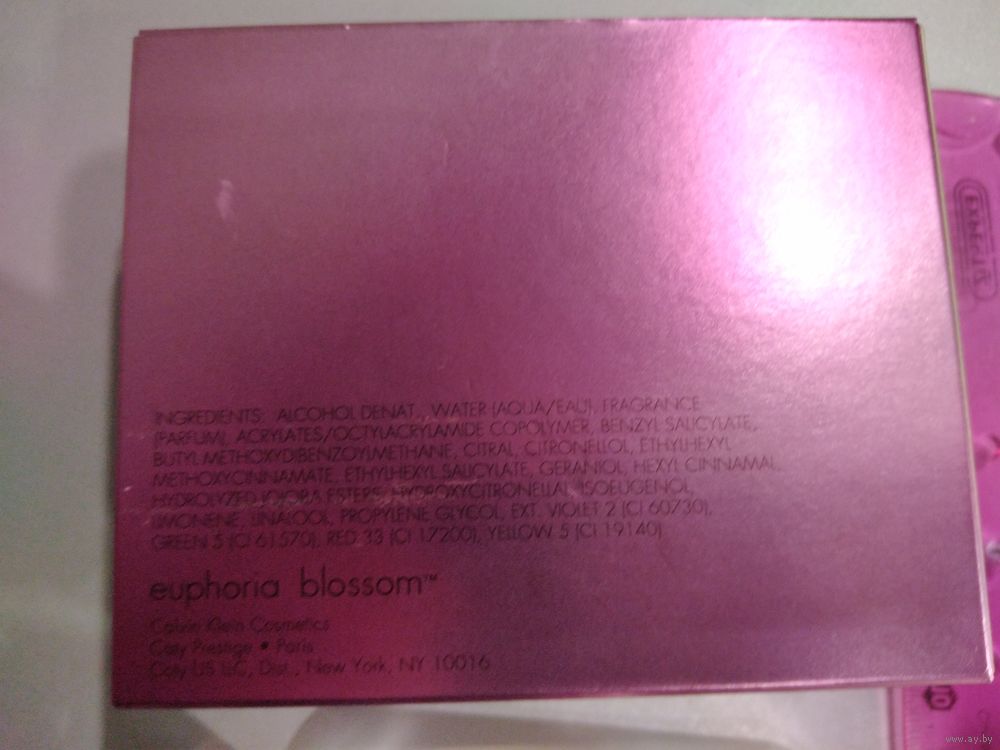 INGREDIENTS: ALCOHOL DENAT., WATER (AQUA/EAU), FRAGRANCE
(PARFUM), ACRYLATES/OCTYLACRYLAMIDE COPOLYMER, BENZYL SALICYLATE,
BUTYL METHOXYDIBENZOYLMETHANE, CITRAL, CITRONELLOL, ETHYLHEXYL
METHOXYCINNAMATE, ETHYLHEXYL SALICYLATE, GERANIOL, HEXYL CINNAMAL,
HYDROLYZED JOJOBA ESTERS, HYDROXYCITRONELLAL, ISOEUGENOL,
LIMONENE, LINALOOL, PROPYLENE GLYCOL, EXT. VIOLET 2 (CI 60730),
GREEN 5 (CI 61570), RED 33 (CI 17200), YELLOW 5 (CI 19140)
euphoria blossom™
Calvin Klein Cosmetics
Coty Prestige • Paris
Coty US LLC, Dist., New York, NY 10016
www.ay.by